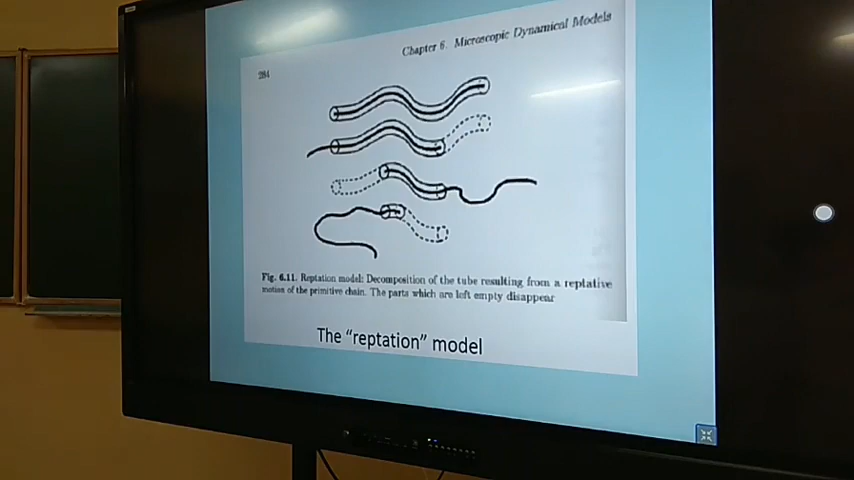 Chapter 6. Microscopic Dynamical Models
284
Fig. 6.11. Reptation model: Decomposition of the tube resulting from a reptative
motion of the primitive chain. The parts which are left empty disappear
The “reptation” model